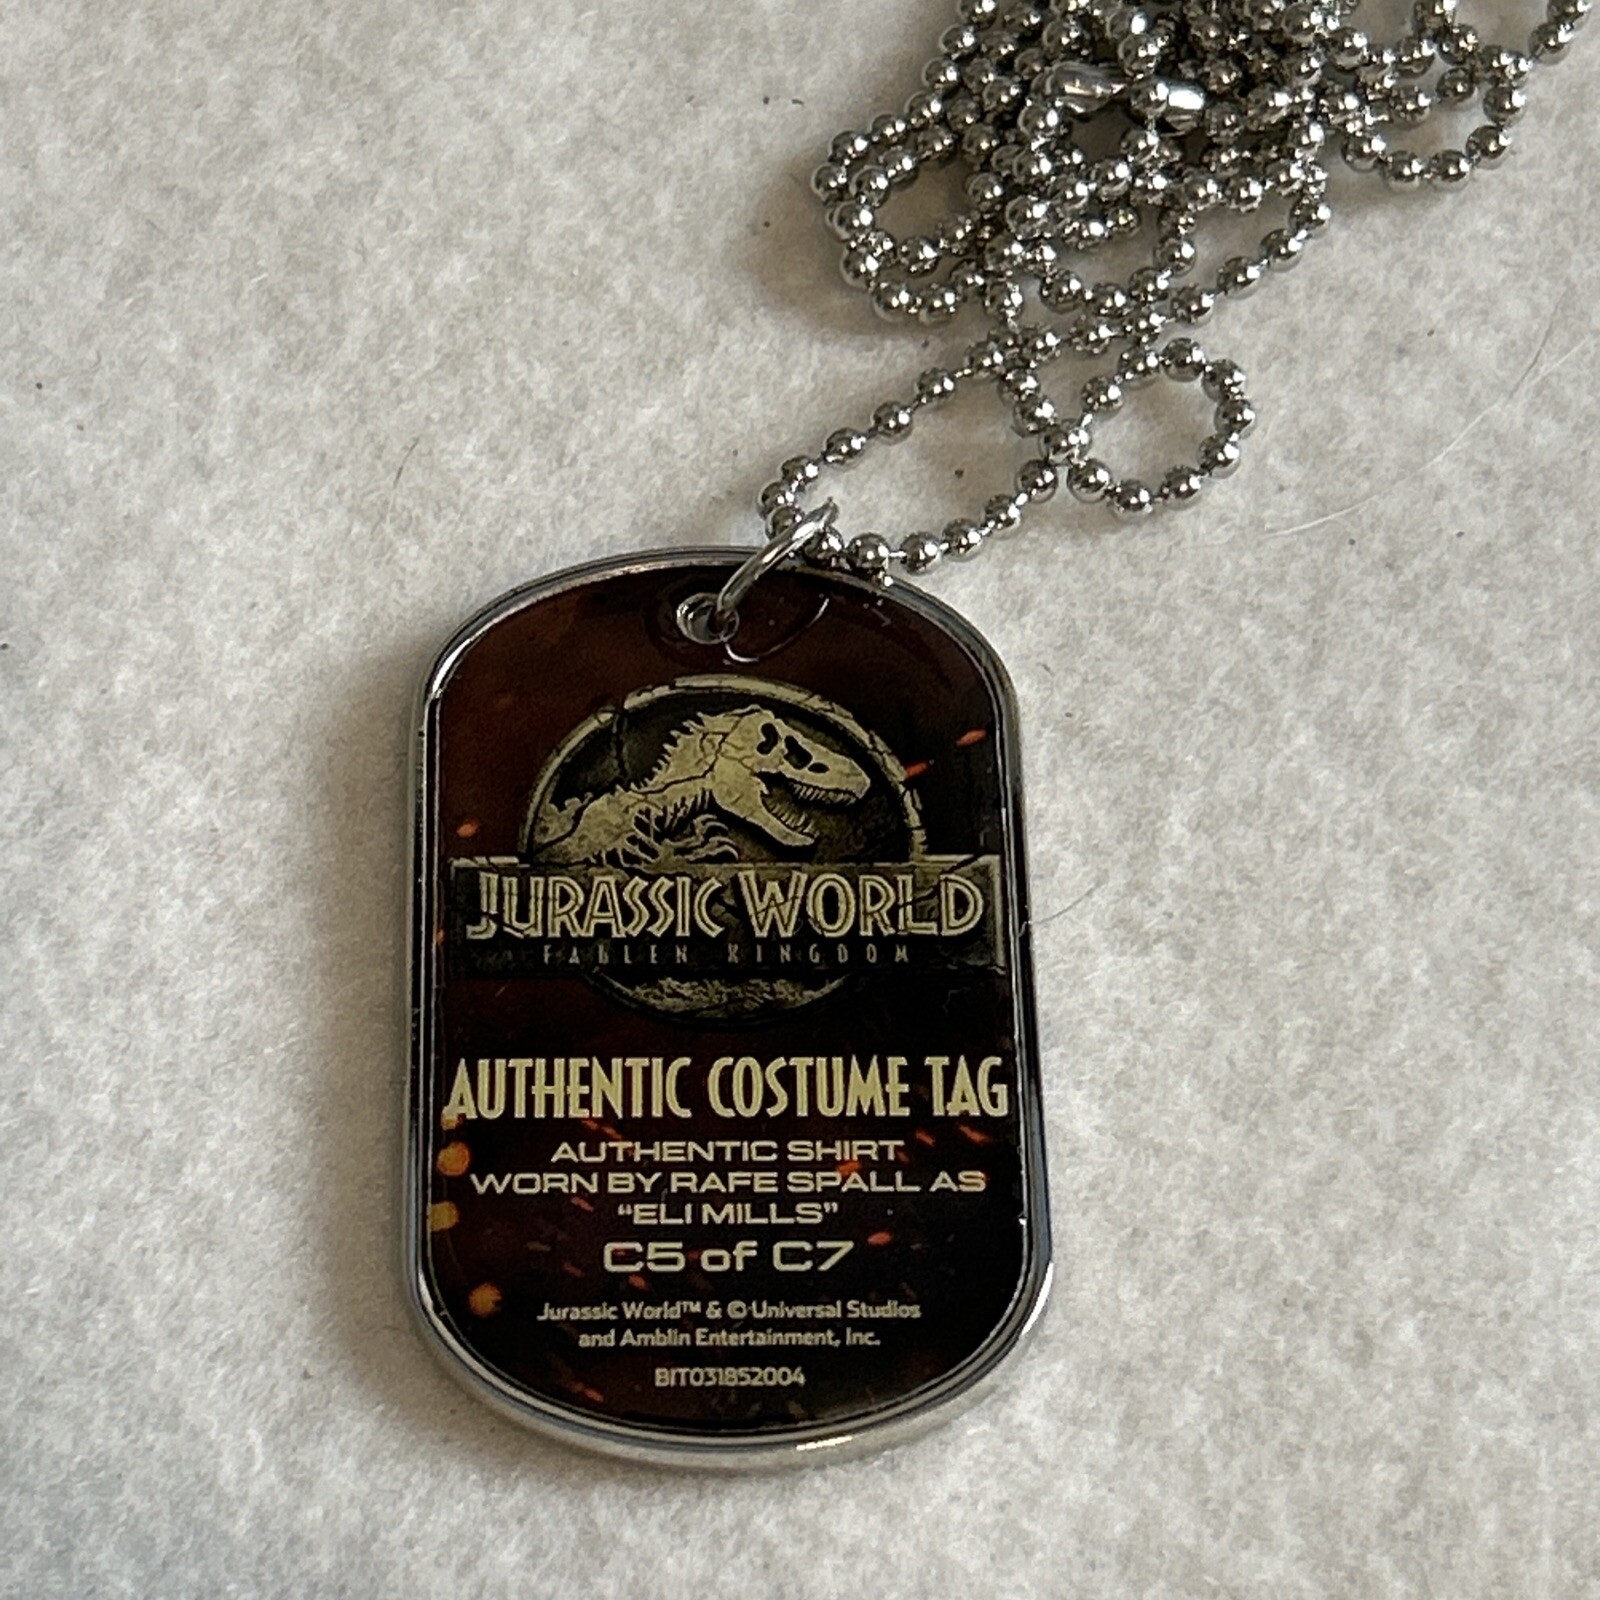 JURASSIC WORLD
FALLEN KINGDOM
AUTHENTIC COSTUME TAG
AUTHENTIC SHIRT
WORN BY RAFE SPALL AS
“ELI MILLS”
C5 of C7
Jurassic World™ & © Universal Studios
and Amblin Entertainment, Inc.
BIT031852004